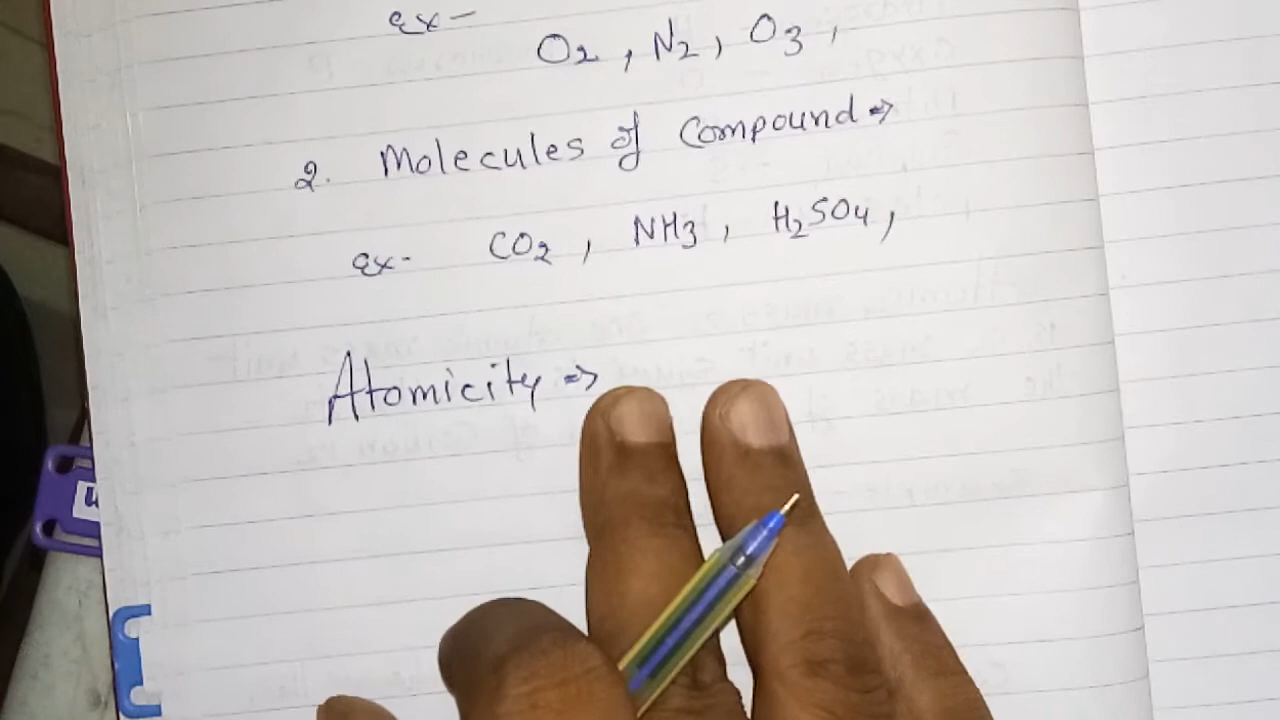 ex-
O2, N2, O3,
2. Molecules of Compound ⇒
ex- CO2, NH3, H2SO4,
Atomicity ⇒